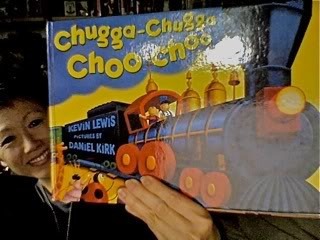 Chugga-Chugga
Choo Choo
KEVIN LEWIS
PICTURES BY
DANIEL KIRK